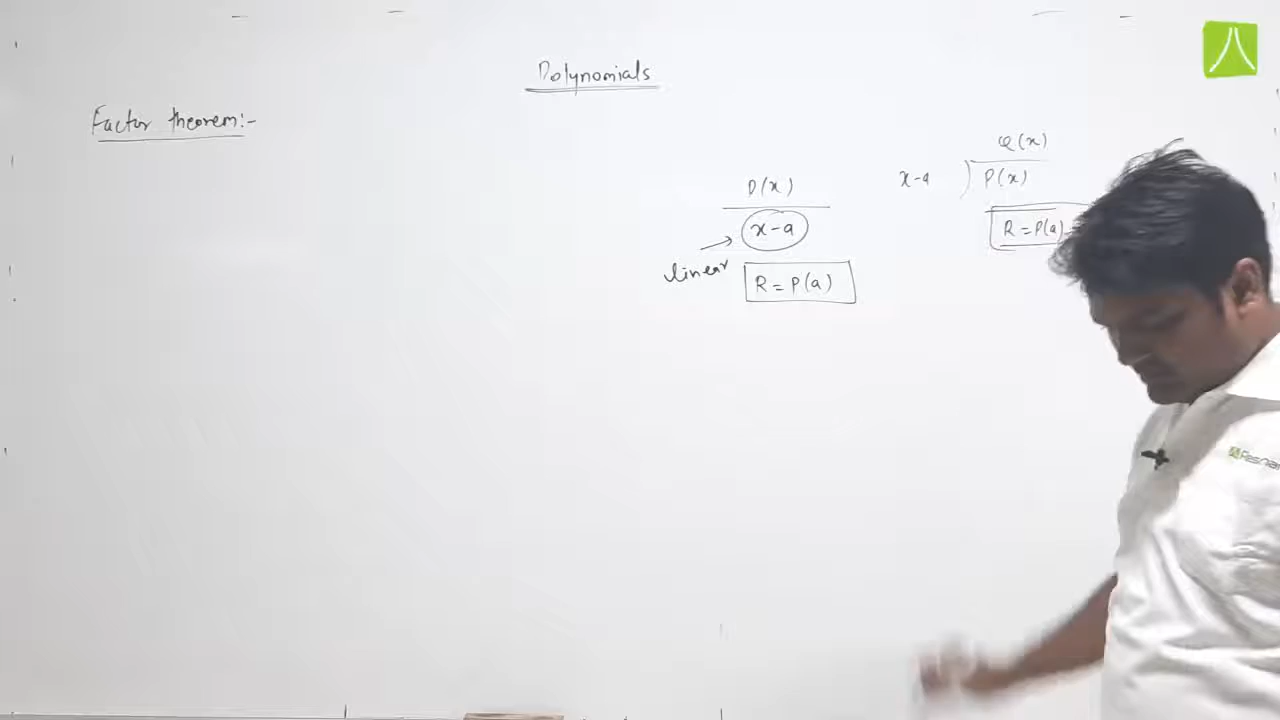 Polynomials
Factor theorem:-
P(x)
x-a
linear
R = P(a)
Q(x)
x-a ) P(x)
R = P(a) =